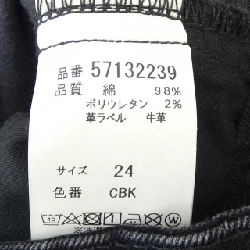 品番 57132239
品質 綿 98%
ポリウレタン 2%
革ラベル 牛革
サイズ 24
色番 CBK